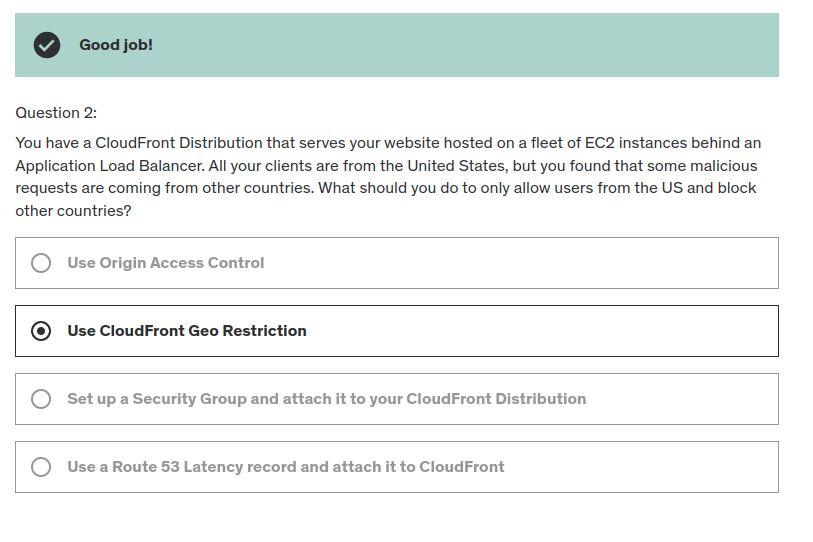 Good job!
Question 2:
You have a CloudFront Distribution that serves your website hosted on a fleet of EC2 instances behind an
Application Load Balancer. All your clients are from the United States, but you found that some malicious
requests are coming from other countries. What should you do to only allow users from the US and block
other countries?
Use Origin Access Control
Use CloudFront Geo Restriction
Set up a Security Group and attach it to your CloudFront Distribution
Use a Route 53 Latency record and attach it to CloudFront